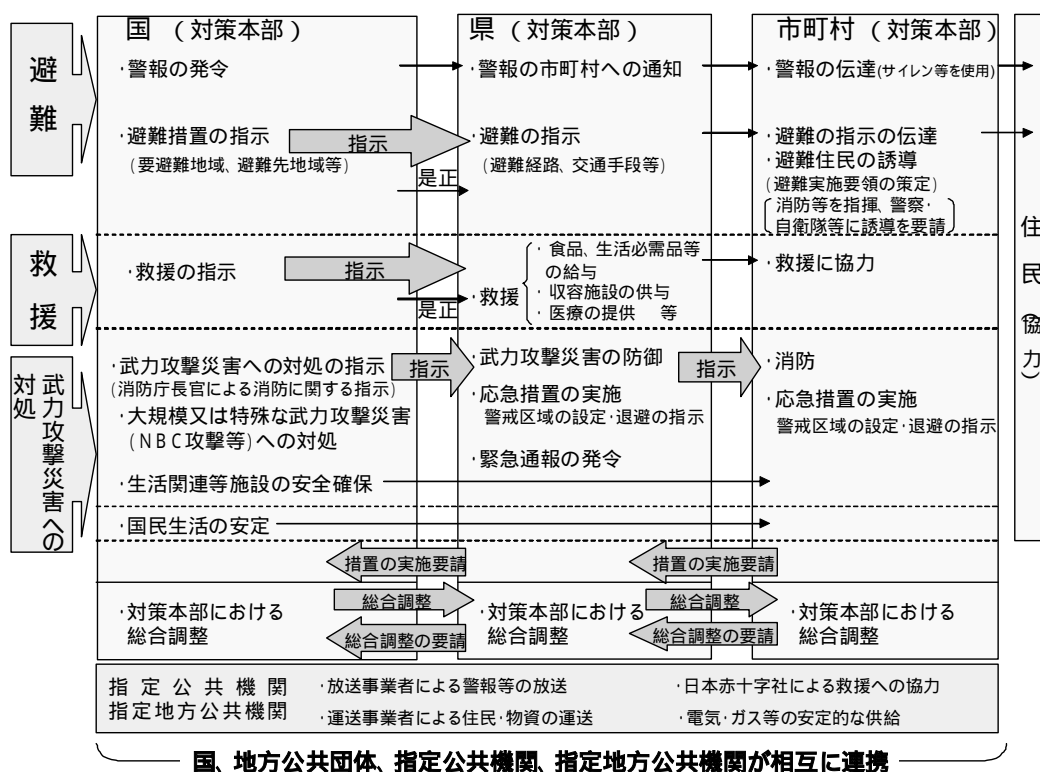 国 （対策本部）
県 （対策本部）
市町村 （対策本部）
避難
・警報の発令
・警報の市町村への通知
・警報の伝達(サイレン等を使用)
・避難措置の指示
(要避難地域、避難先地域等)
指示
是正
・避難の指示
(避難経路、交通手段等)
・避難の指示の伝達
・避難住民の誘導
(避難実施要領の策定)
消防等を指揮、警察・
自衛隊等に誘導を要請
救援
・救援の指示
指示
是正
・救援
・食品、生活必需品等
の給与
・収容施設の供与
・医療の提供 等
・救援に協力
住民（協力）
武力攻撃災害への
対処
・武力攻撃災害への対処の指示
(消防庁長官による消防に関する指示)
指示
・武力攻撃災害の防御
指示
・消防
・大規模又は特殊な武力攻撃災害
(NBC攻撃等)への対処
・応急措置の実施
警戒区域の設定・退避の指示
・応急措置の実施
警戒区域の設定・退避の指示
・緊急通報の発令
・生活関連等施設の安全確保
・国民生活の安定
措置の実施要請
措置の実施要請
・対策本部における
総合調整
総合調整
総合調整の要請
・対策本部における
総合調整
総合調整
総合調整の要請
・対策本部における
総合調整
指定公共機関
指定地方公共機関
・放送事業者による警報等の放送
・日本赤十字社による救援への協力
・運送事業者による住民・物資の運送
・電気・ガス等の安定的な供給
国、地方公共団体、指定公共機関、指定地方公共機関が相互に連携